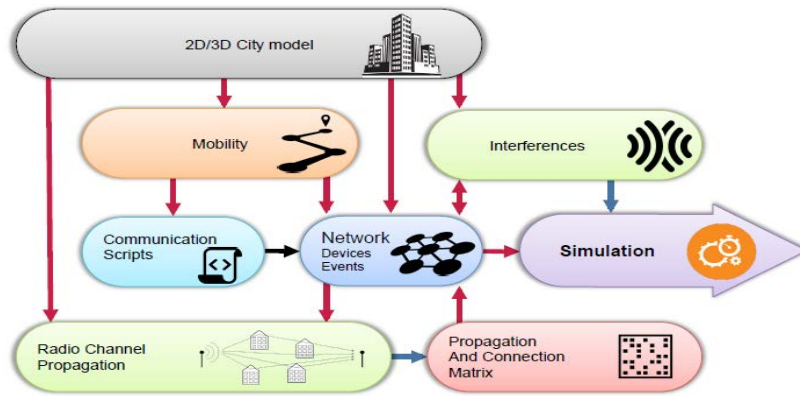 2D/3D City model
Mobility
Interferences
Communication
Scripts
Network
Devices
Events
Simulation
Radio Channel
Propagation
Propagation
And Connection
Matrix